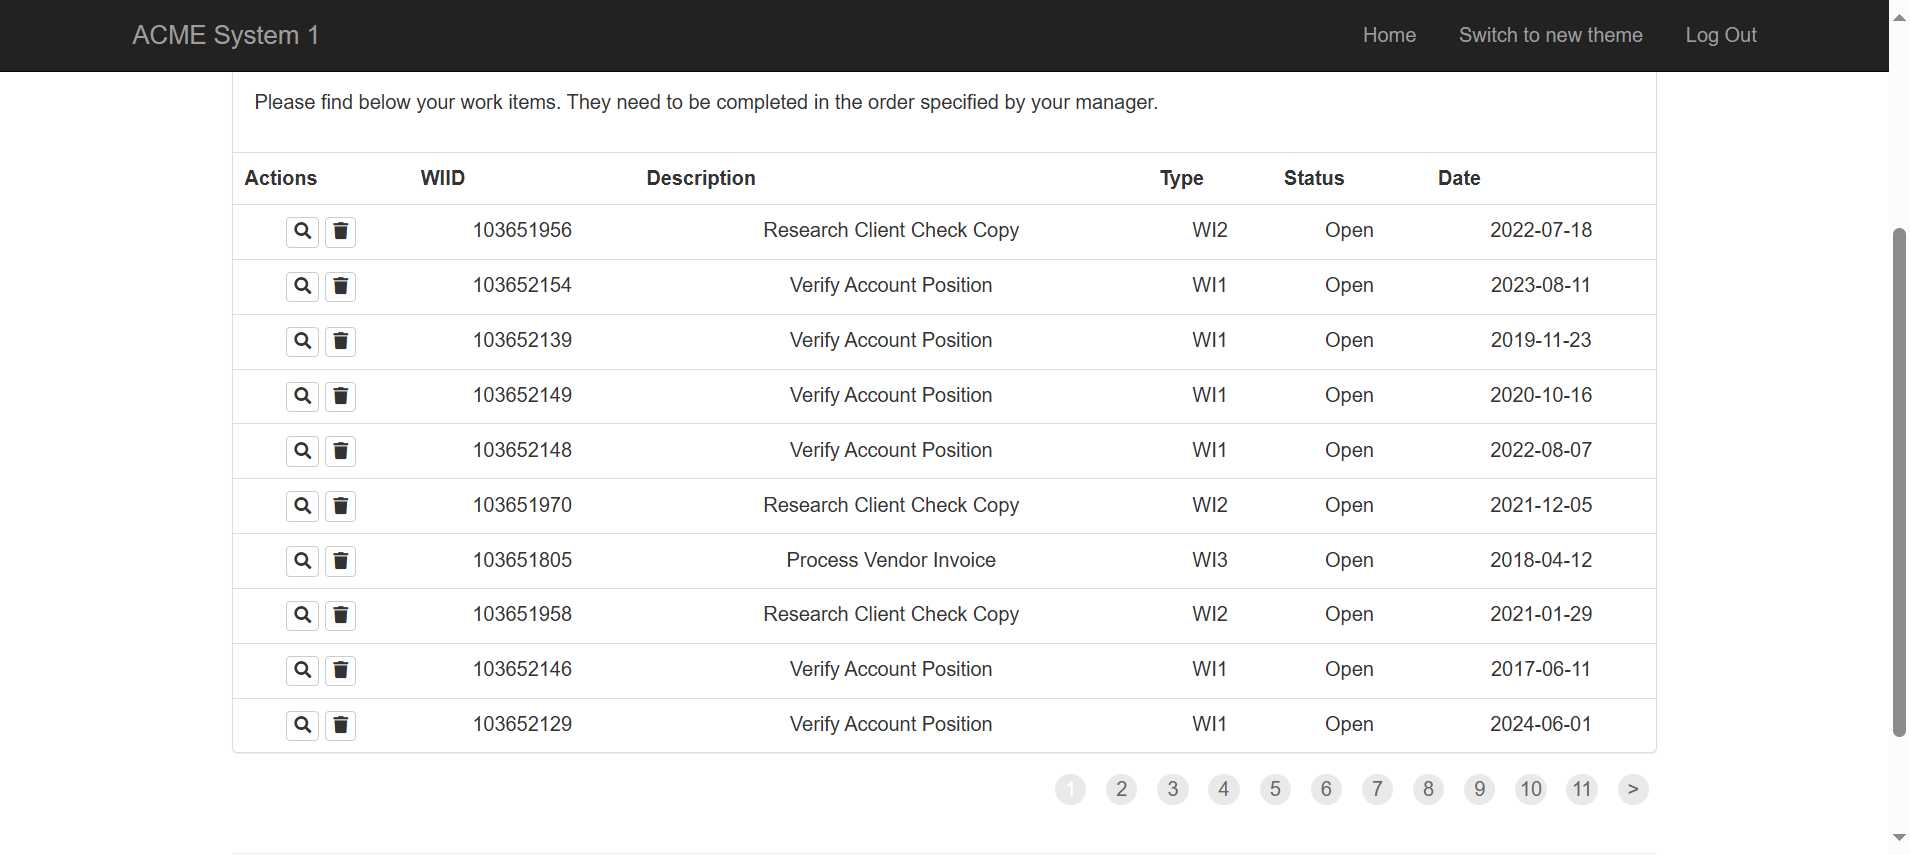 ACME System 1 Home Switch to new theme Log Out
Please find below your work items. They need to be completed in the order specified by your manager.
Actions WIID Description Type Status Date
103651956 Research Client Check Copy WI2 Open 2022-07-18
103652154 Verify Account Position WI1 Open 2023-08-11
103652139 Verify Account Position WI1 Open 2019-11-23
103652149 Verify Account Position WI1 Open 2020-10-16
103652148 Verify Account Position WI1 Open 2022-08-07
103651970 Research Client Check Copy WI2 Open 2021-12-05
103651805 Process Vendor Invoice WI3 Open 2018-04-12
103651958 Research Client Check Copy WI2 Open 2021-01-29
103652146 Verify Account Position WI1 Open 2017-06-11
103652129 Verify Account Position WI1 Open 2024-06-01
1 2 3 4 5 6 7 8 9 10 11 >